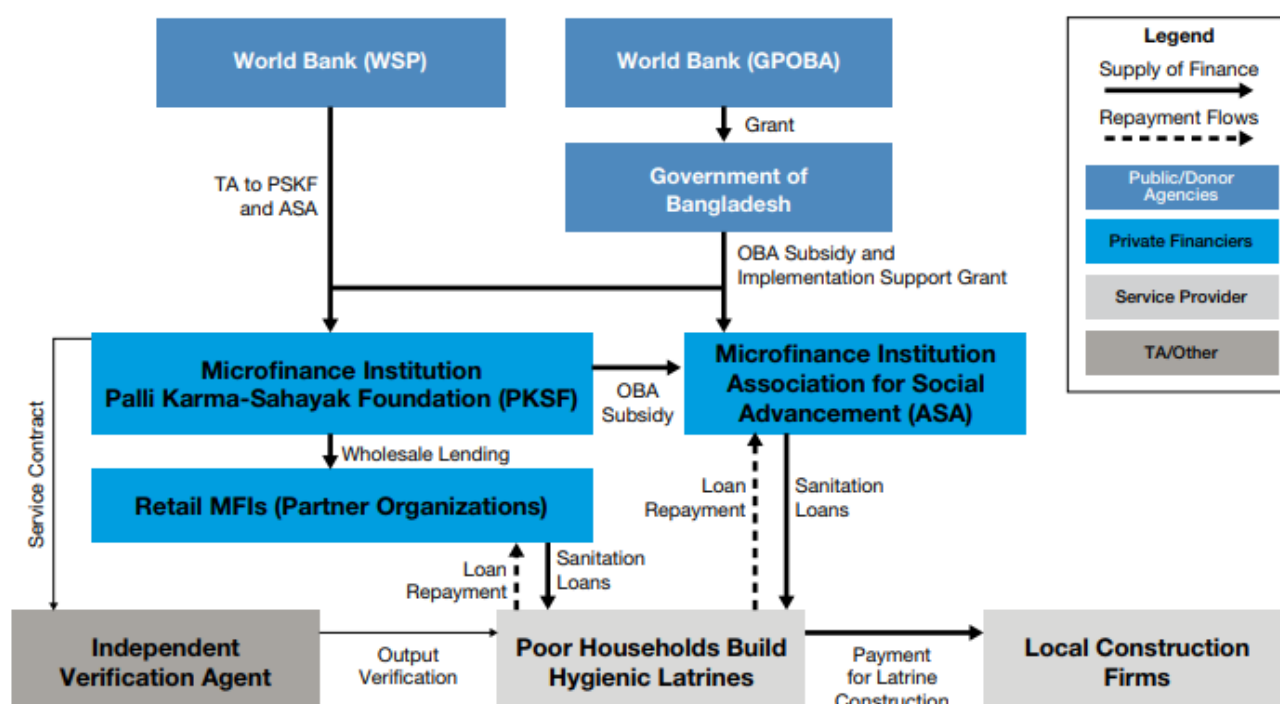 World Bank (WSP)
World Bank (GPOBA)
Legend
Supply of Finance
Repayment Flows
Public/Donor
Agencies
Private Financiers
Service Provider
TA/Other
Grant
Government of
Bangladesh
TA to PSKF
and ASA
OBA Subsidy and
Implementation Support Grant
Microfinance Institution
Palli Karma-Sahayak Foundation (PKSF)
OBA
Subsidy
Microfinance Institution
Association for Social
Advancement (ASA)
Service Contract
Wholesale Lending
Retail MFIs (Partner Organizations)
Loan
Repayment
Sanitation
Loans
Loan
Repayment
Sanitation
Loans
Independent
Verification Agent
Output
Verification
Poor Households Build
Hygienic Latrines
Payment
for Latrine
Construction
Local Construction
Firms